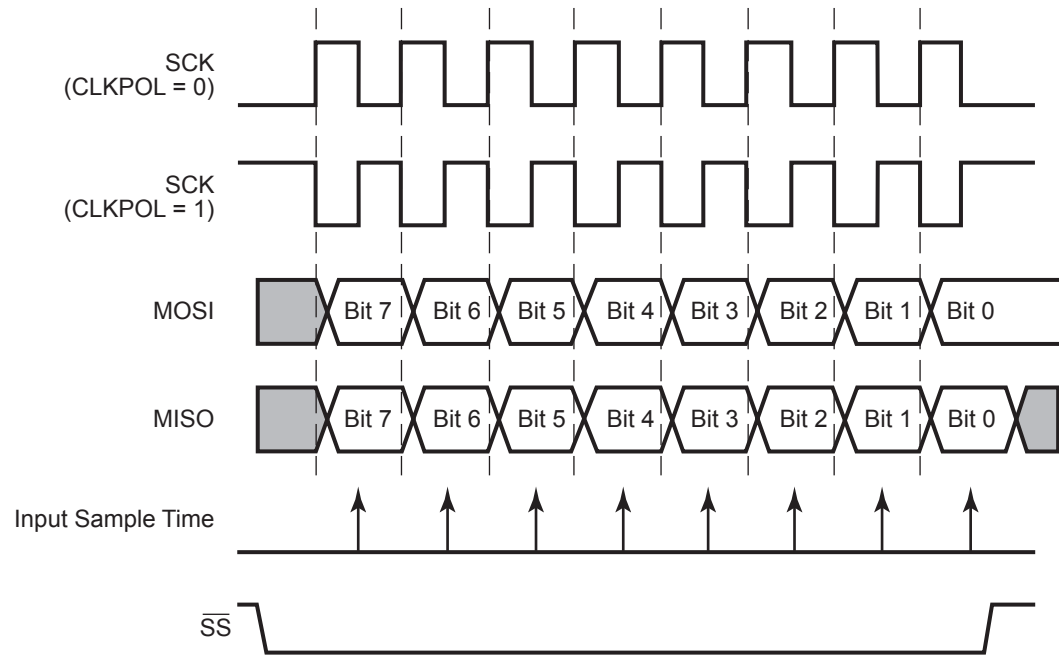 SCK
(CLKPOL = 0)
SCK
(CLKPOL = 1)
MOSI
Bit 7 Bit 6 Bit 5 Bit 4 Bit 3 Bit 2 Bit 1 Bit 0
MISO
Bit 7 Bit 6 Bit 5 Bit 4 Bit 3 Bit 2 Bit 1 Bit 0
Input Sample Time
S̅S̅